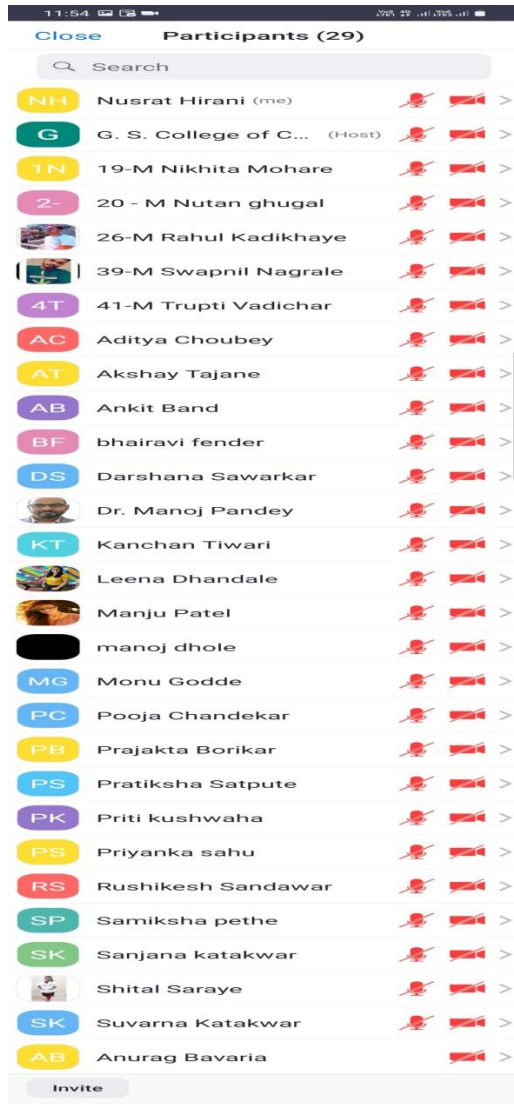 11:54
Close Participants (29)
Search
NH Nusrat Hirani (me)
G G. S. College of C... (Host)
1N 19-M Nikhita Mohare
2- 20 - M Nutan ghugal
26-M Rahul Kadikhaye
39-M Swapnil Nagrale
4T 41-M Trupti Vadichar
AC Aditya Choubey
AT Akshay Tajane
AB Ankit Band
BF bhairavi fender
DS Darshana Sawarkar
Dr. Manoj Pandey
KT Kanchan Tiwari
Leena Dhandale
Manju Patel
manoj dhole
MG Monu Godde
PC Pooja Chandekar
PB Prajakta Borikar
PS Pratiksha Satpute
PK Priti kushwaha
PS Priyanka sahu
RS Rushikesh Sandawar
SP Samiksha pethe
SK Sanjana katakwar
Shital Saraye
SK Suvarna Katakwar
AB Anurag Bavaria
Invite